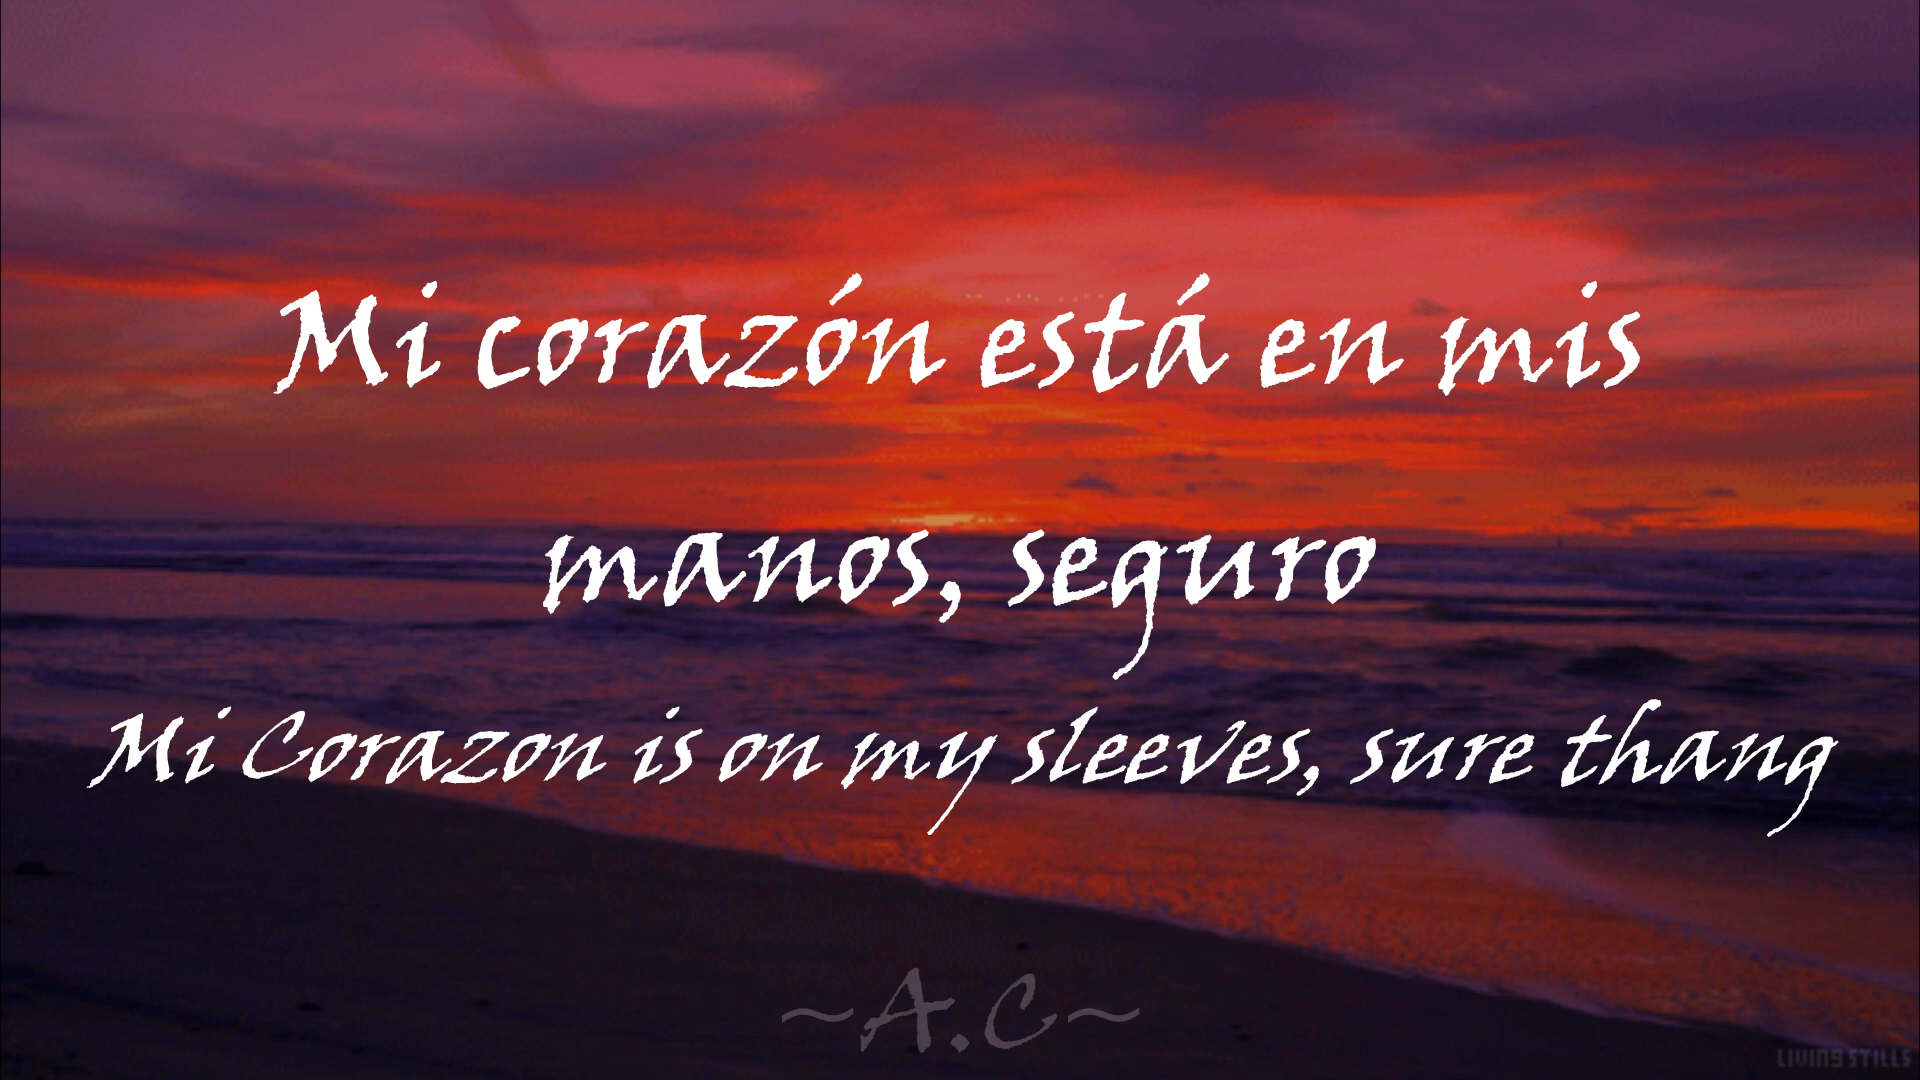 Mi corazón está en mis
manos, seguro
Mi Corazon is on my sleeves, sure thang
~A.C~
LIVING STILLS